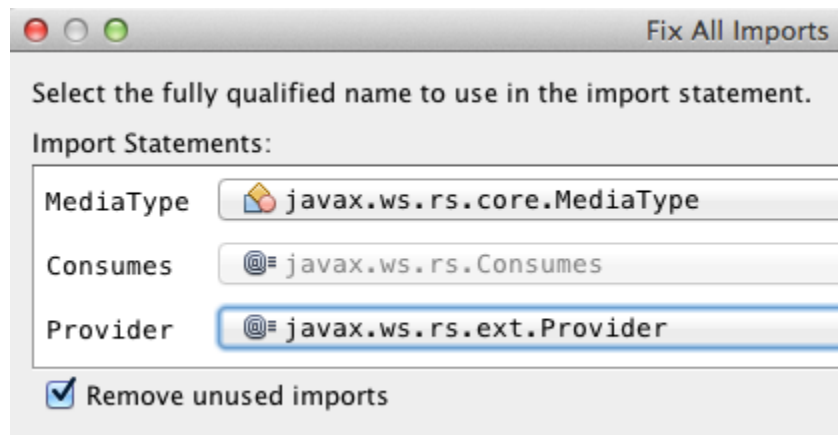 Fix All Imports
Select the fully qualified name to use in the import statement.
Import Statements:
MediaType javax.ws.rs.core.MediaType
Consumes javax.ws.rs.Consumes
Provider javax.ws.rs.ext.Provider
Remove unused imports